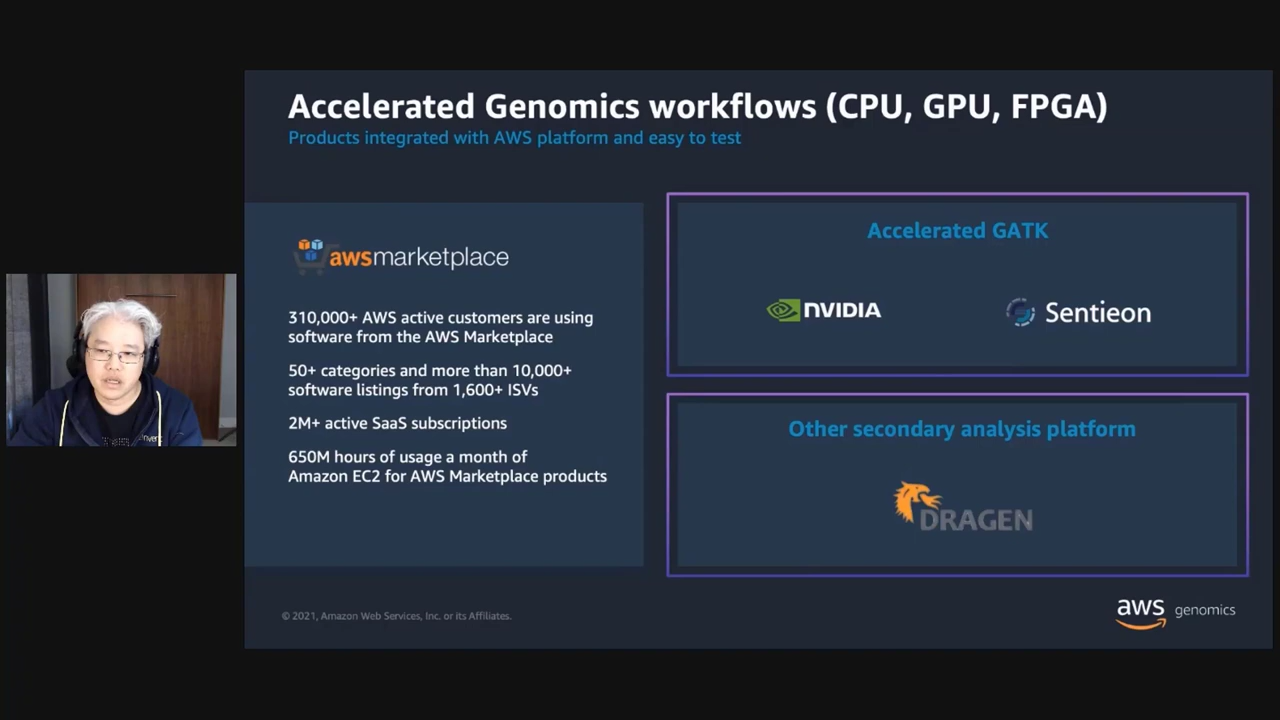 Accelerated Genomics workflows (CPU, GPU, FPGA)
Products integrated with AWS platform and easy to test
awsmarketplace
310,000+ AWS active customers are using
software from the AWS Marketplace
50+ categories and more than 10,000+
software listings from 1,600+ ISVs
2M+ active SaaS subscriptions
650M hours of usage a month of
Amazon EC2 for AWS Marketplace products
Accelerated GATK
NVIDIA
Sentieon
Other secondary analysis platform
DRAGEN
© 2021, Amazon Web Services, Inc. or its Affiliates.
aws genomics